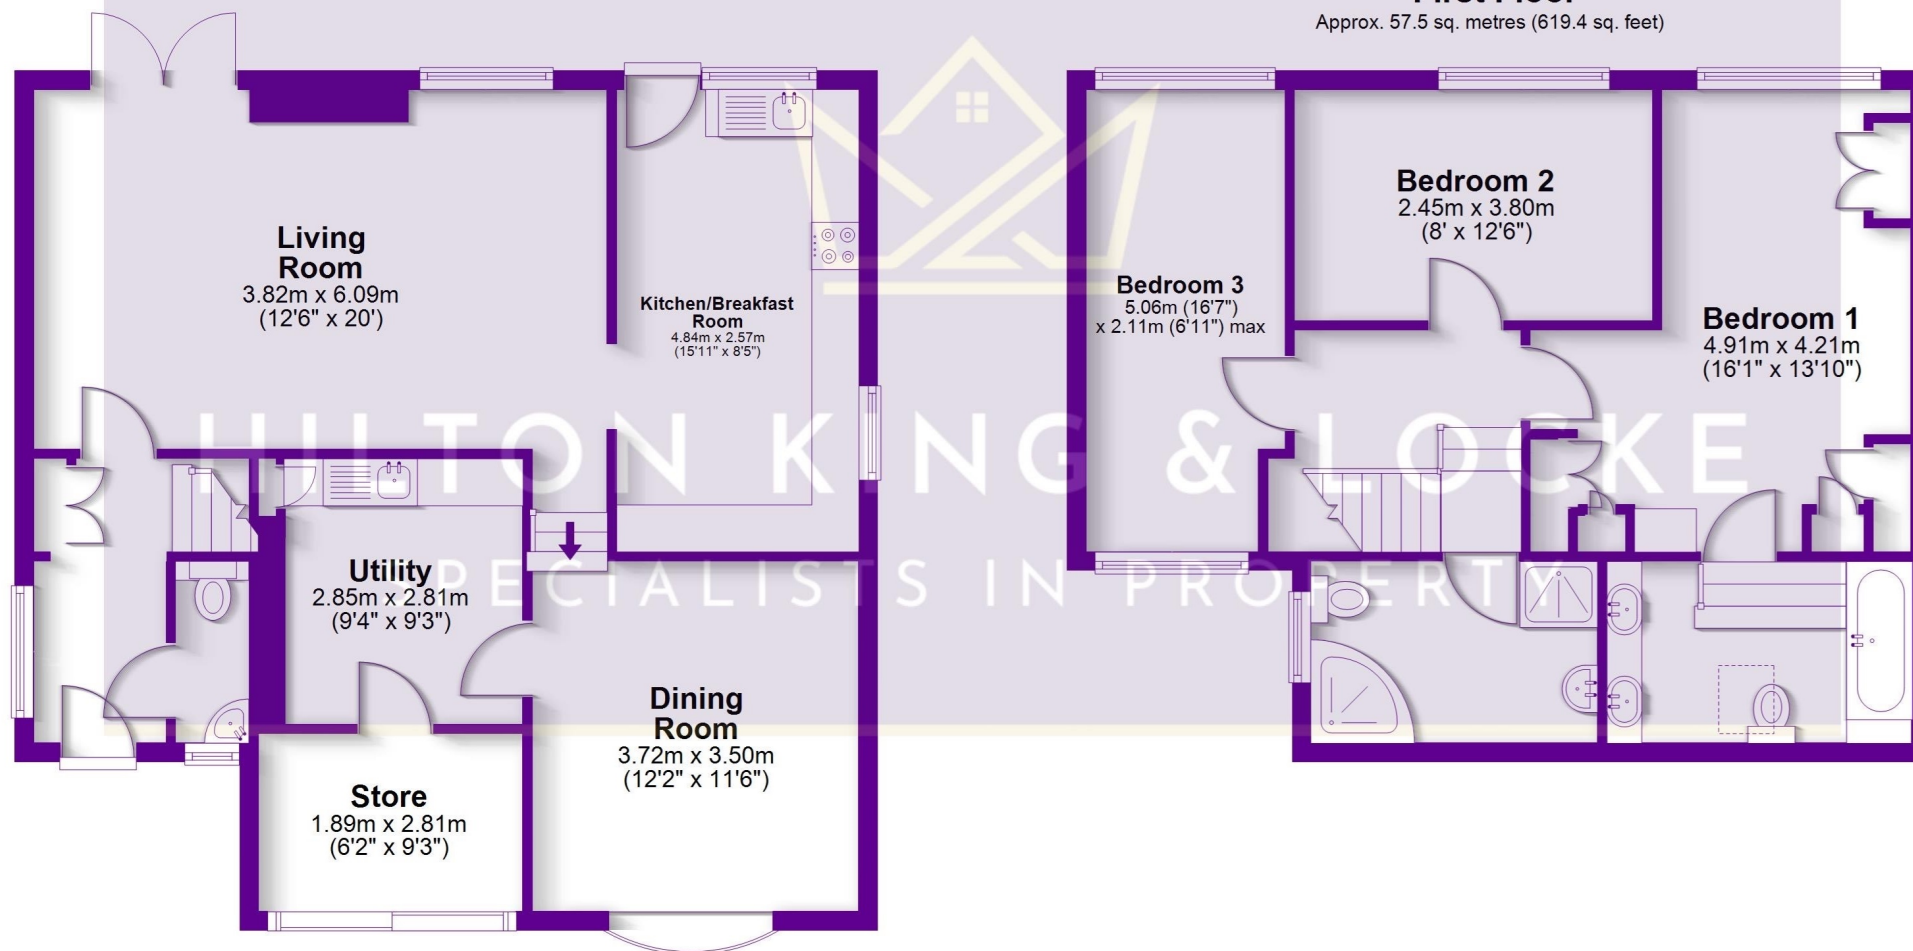 First Floor
Approx. 57.5 sq. metres (619.4 sq. feet)
Living
Room
3.82m x 6.09m
(12'6" x 20')
Kitchen/Breakfast
Room
4.84m x 2.57m
(15'11" x 8'5")
Utility
2.85m x 2.81m
(9'4" x 9'3")
Dining
Room
3.72m x 3.50m
(12'2" x 11'6")
Store
1.89m x 2.81m
(6'2" x 9'3")
Bedroom 3
5.06m (16'7")
x 2.11m (6'11") max
Bedroom 2
2.45m x 3.80m
(8' x 12'6")
Bedroom 1
4.91m x 4.21m
(16'1" x 13'10")
HILTON KING & LOCKE
SPECIALISTS IN PROPERTY